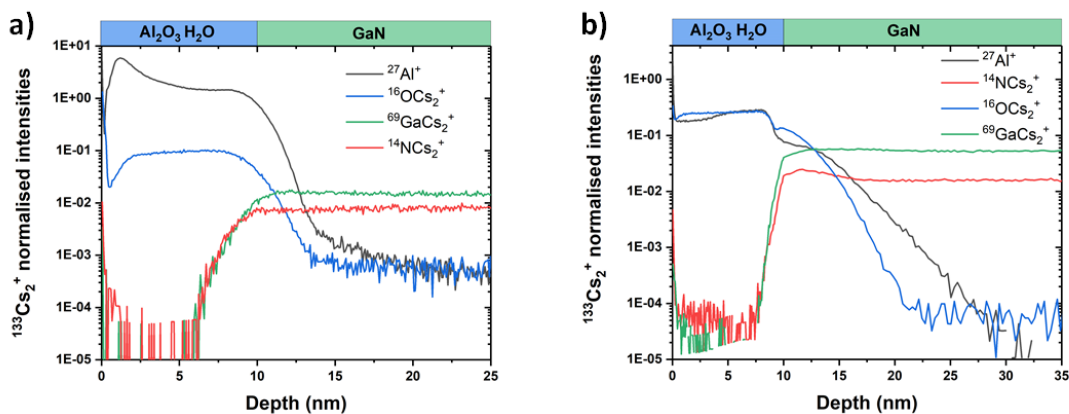 a)
Al₂O₃ H₂O GaN
1E+01
1E+00
1E-01
1E-02
1E-03
1E-04
1E-05
¹³³Cs₂⁺ normalised intensities
²⁷Al⁺
¹⁶OCs₂⁺
⁶⁹GaCs₂⁺
¹⁴NCs₂⁺
0 5 10 15 20 25
Depth (nm)
b)
Al₂O₃ H₂O GaN
1E+00
1E-01
1E-02
1E-03
1E-04
1E-05
¹³³Cs₂⁺ normalised intensities
²⁷Al⁺
¹⁴NCs₂⁺
¹⁶OCs₂⁺
⁶⁹GaCs₂⁺
0 5 10 15 20 25 30 35
Depth (nm)